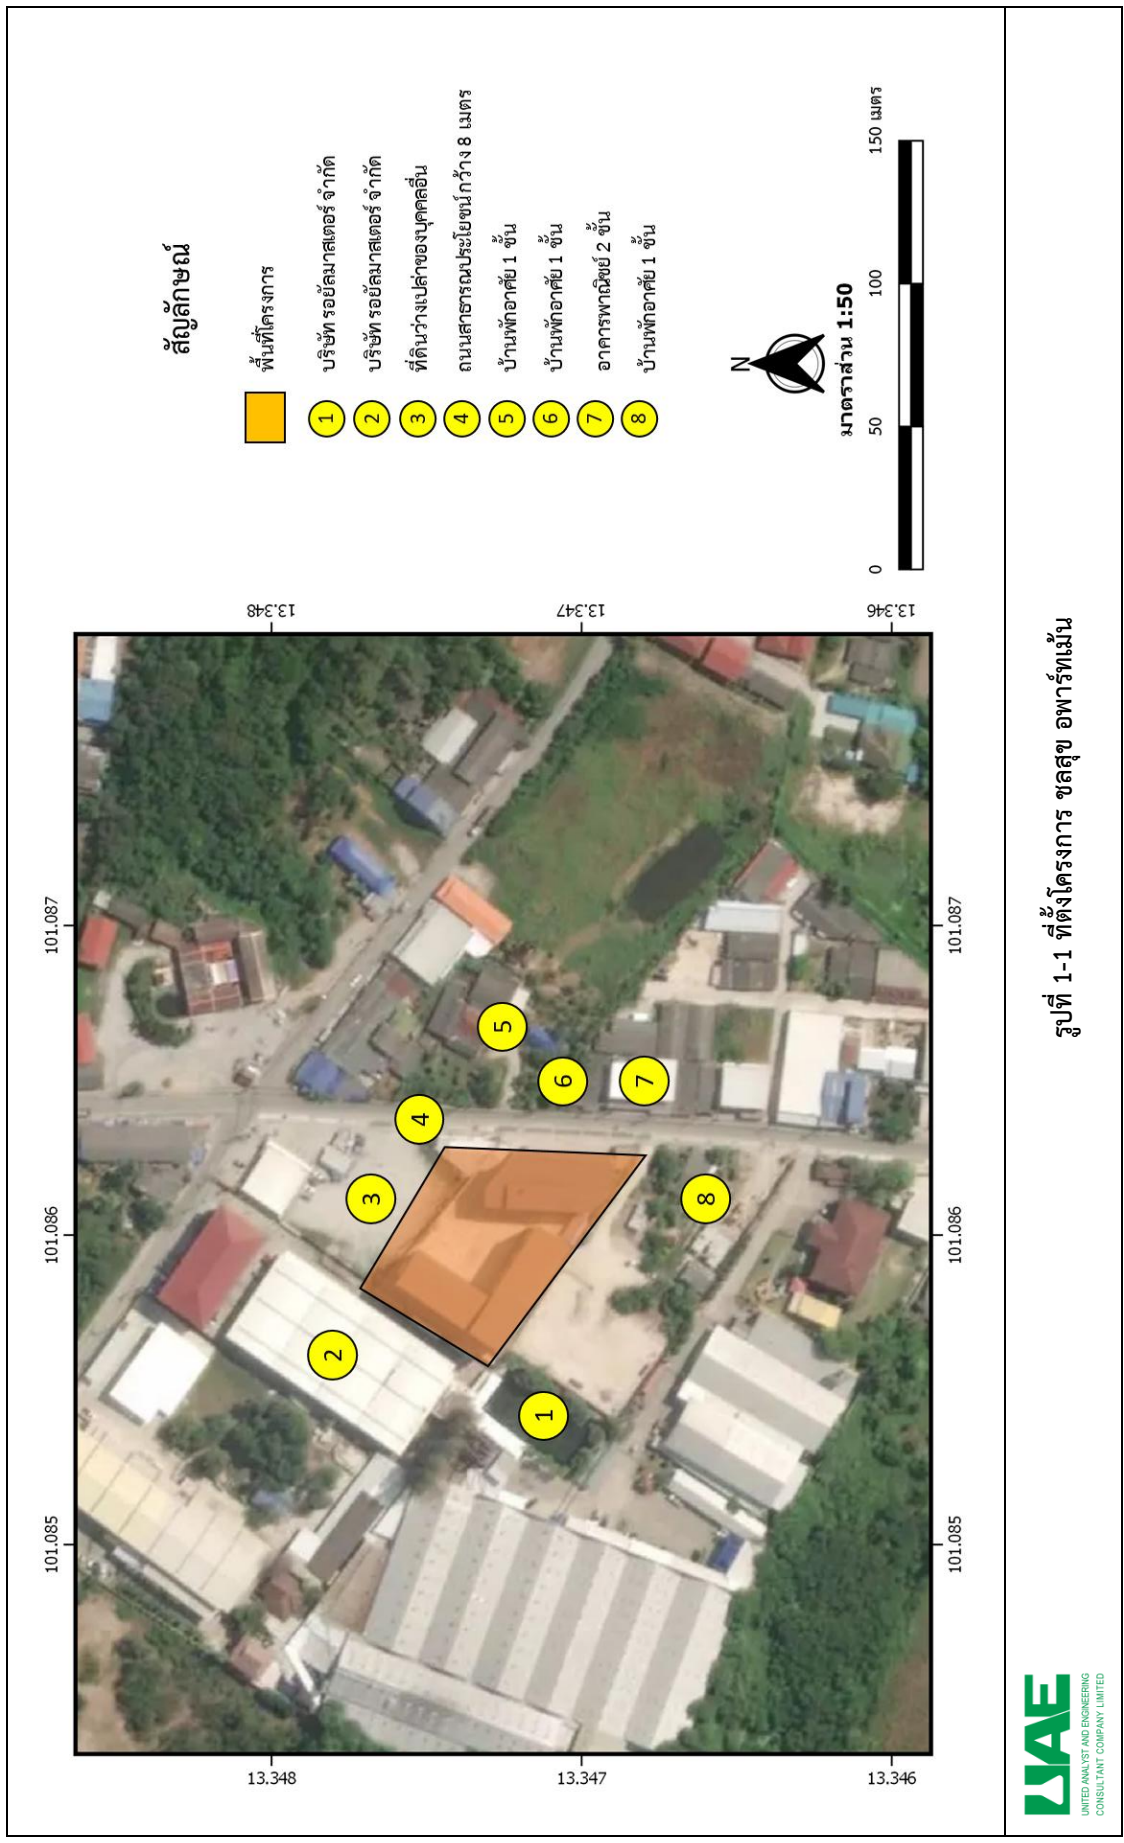 สัญลักษณ์
พื้นที่โครงการ
1 บริษัท รอยัลมาสเตอร์ จำกัด
2 บริษัท รอยัลมาสเตอร์ จำกัด
3 ที่ดินว่างเปล่าของบุคคลอื่น
4 ถนนสาธารณประโยชน์กว้าง 8 เมตร
5 บ้านพักอาศัย 1 ชั้น
6 บ้านพักอาศัย 1 ชั้น
7 อาคารพาณิชย์ 2 ชั้น
8 บ้านพักอาศัย 1 ชั้น
N
มาตราส่วน 1:50
0 50 100 150 เมตร
101.085 101.086 101.087
13.348 13.348
13.347 13.347
13.346 13.346
101.085 101.086 101.087
2
3
4
1
5
6
7
8
รูปที่ 1-1 ที่ตั้งโครงการ ชลสุข อพาร์ทเม้น
UAE
UNITED ANALYST AND ENGINEERING
CONSULTANT COMPANY LIMITED